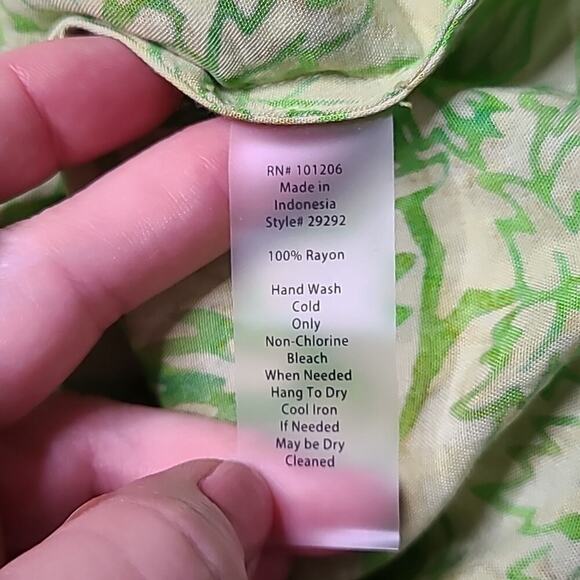 RN# 101206
Made in
Indonesia
Style# 29292
100% Rayon
Hand Wash
Cold
Only
Non-Chlorine
Bleach
When Needed
Hang To Dry
Cool Iron
If Needed
May be Dry
Cleaned